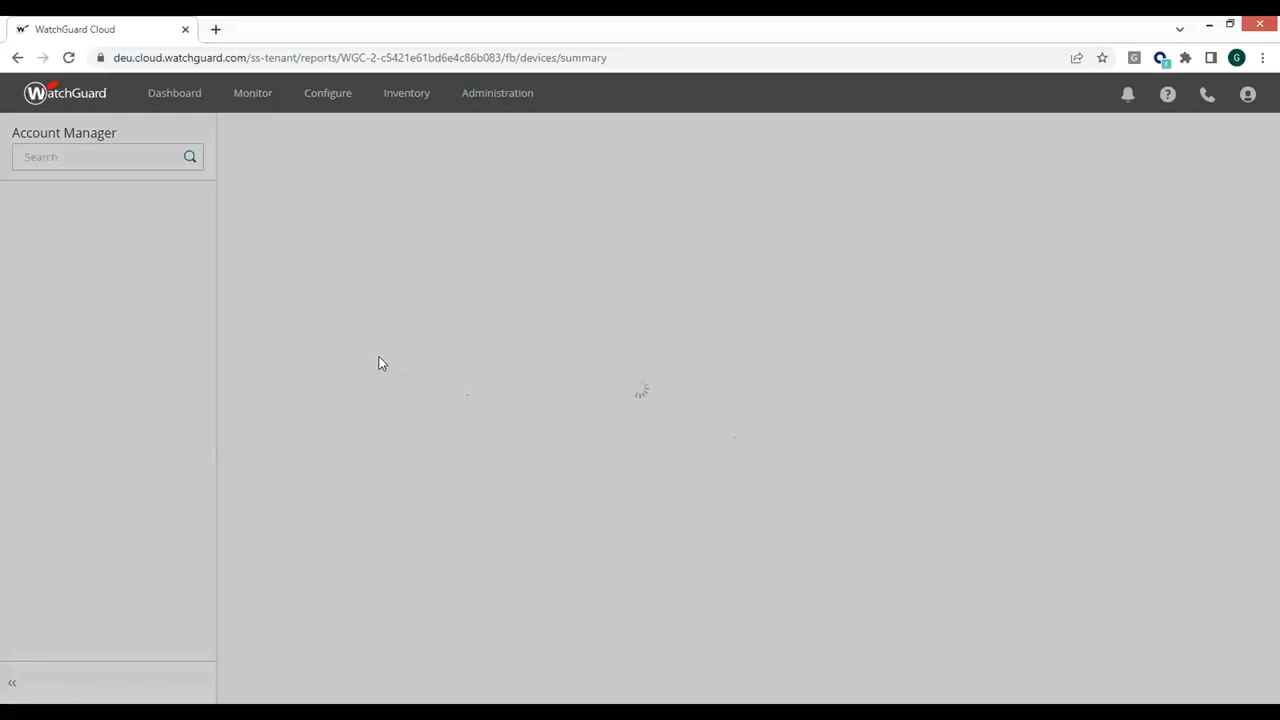 WatchGuard Cloud
deu.cloud.watchguard.com/ss-tenant/reports/WGC-2-c5421e61bd6e4c86b083/fb/devices/summary
G
G
WatchGuard
Dashboard
Monitor
Configure
Inventory
Administration
Account Manager
Search